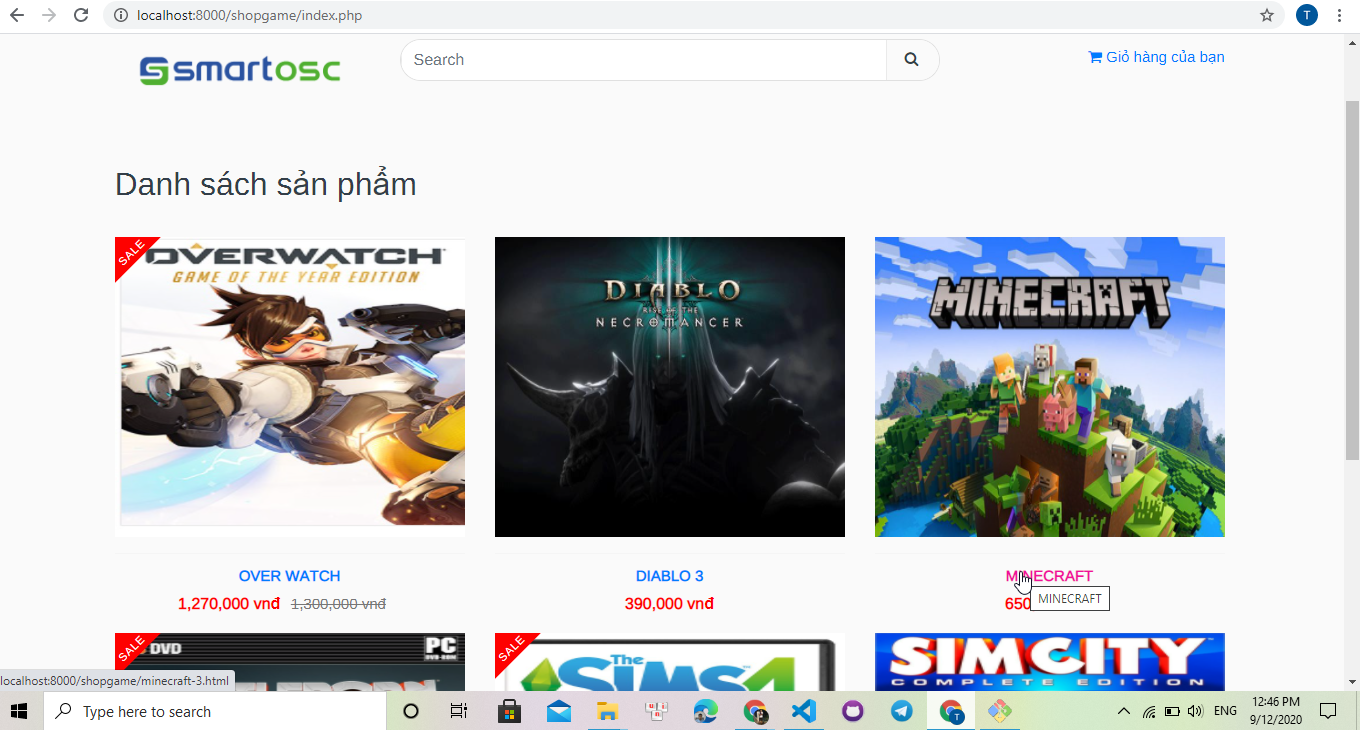 localhost:8000/shopgame/index.php
T
smartosc
Search
Giỏ hàng của bạn
Danh sách sản phẩm
SALE
OVERWATCH
GAME OF THE YEAR EDITION
DIABLO
RISE OF THE
NECROMANCER
MINECRAFT
OVER WATCH
DIABLO 3
MINECRAFT
1,270,000 vnđ 1,300,000 vnđ
390,000 vnđ
650
MINECRAFT
SALE
DVD
PC
DVD-ROM
SALE
The
SIMS 4
SIMCITY
COMPLETE EDITION
localhost:8000/shopgame/minecraft-3.html
Type here to search
T
ENG
12:46 PM
9/12/2020